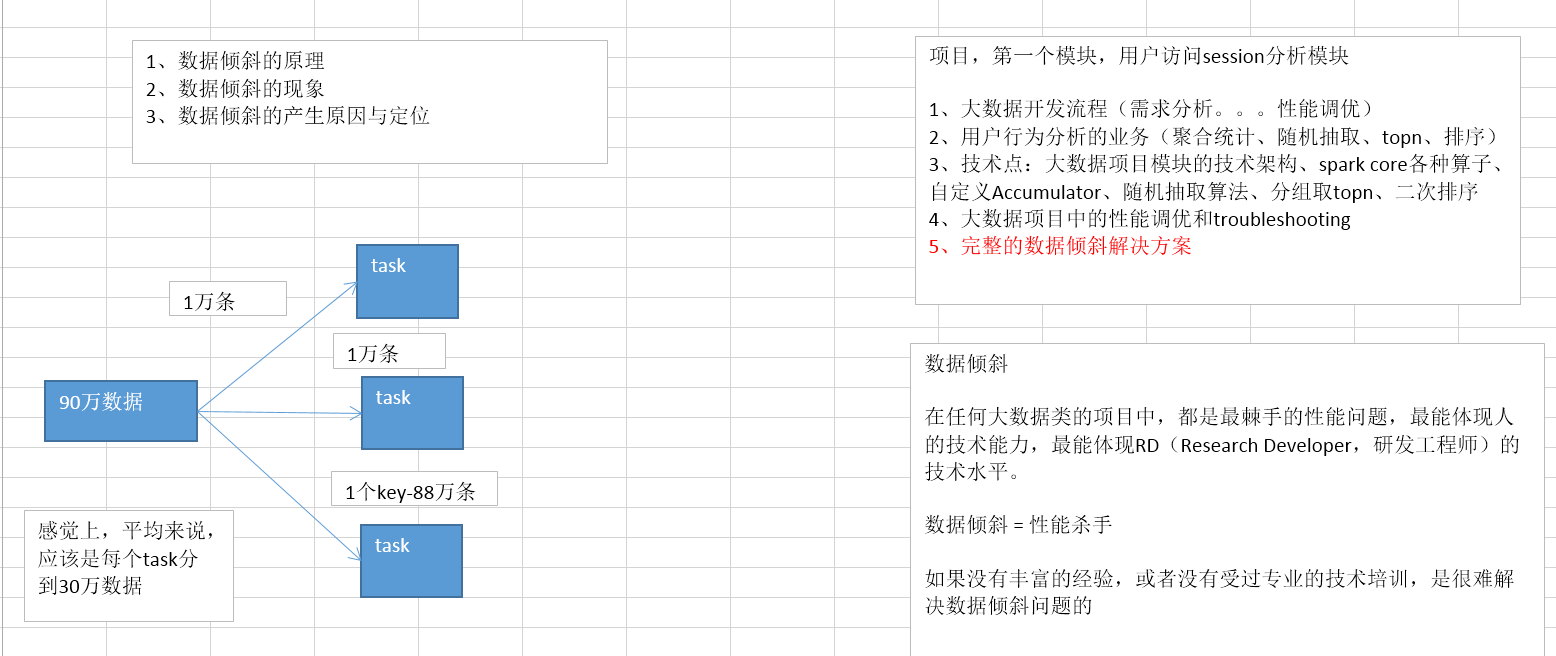 1、数据倾斜的原理
2、数据倾斜的现象
3、数据倾斜的产生原因与定位
1万条
task
1万条
task
90万数据
1个key-88万条
task
感觉上，平均来说，
应该是每个task分
到30万数据
项目，第一个模块，用户访问session分析模块
1、大数据开发流程（需求分析。。。性能调优）
2、用户行为分析的业务（聚合统计、随机抽取、topn、排序）
3、技术点：大数据项目模块的技术架构、spark core各种算子、
自定义Accumulator、随机抽取算法、分组取topn、二次排序
4、大数据项目中的性能调优和troubleshooting
5、完整的数据倾斜解决方案
数据倾斜
在任何大数据类的项目中，都是最棘手的性能问题，最能体现人
的技术能力，最能体现RD（Research Developer，研发工程师）的
技术水平。
数据倾斜 = 性能杀手
如果没有丰富的经验，或者没有受过专业的技术培训，是很难解
决数据倾斜问题的